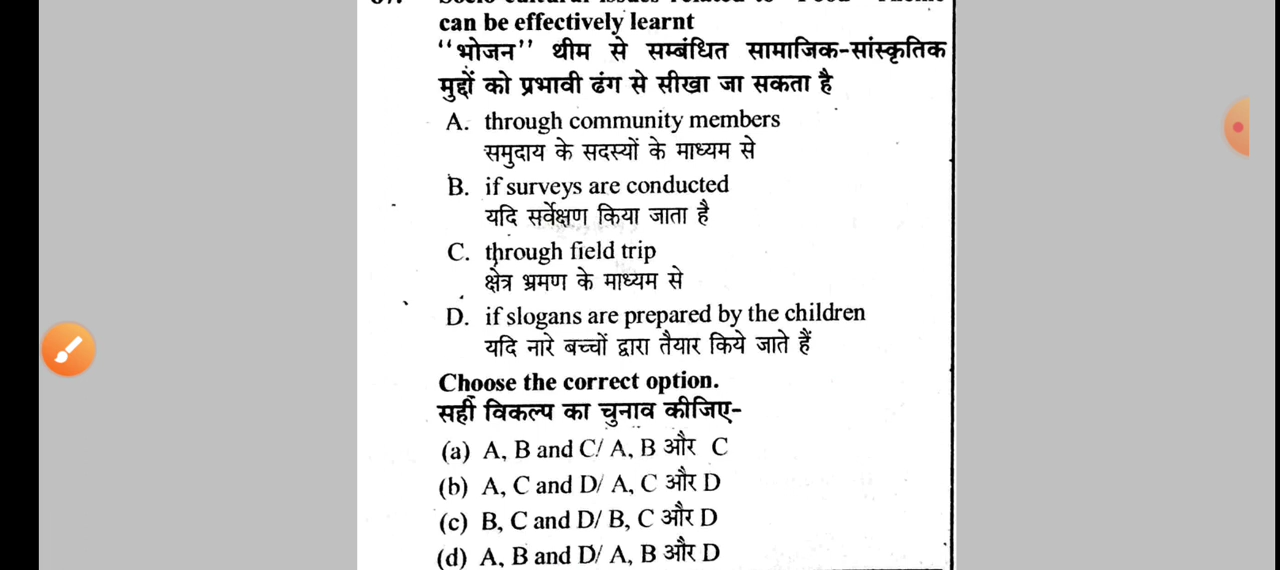 can be effectively learnt
‘‘भोजन’’ थीम से सम्बंधित सामाजिक-सांस्कृतिक
मुद्दों को प्रभावी ढंग से सीखा जा सकता है
A. through community members
समुदाय के सदस्यों के माध्यम से
B. if surveys are conducted
यदि सर्वेक्षण किया जाता है
C. through field trip
क्षेत्र भ्रमण के माध्यम से
D. if slogans are prepared by the children
यदि नारे बच्चों द्वारा तैयार किये जाते हैं
Choose the correct option.
सही विकल्प का चुनाव कीजिए-
(a) A, B and C/ A, B और C
(b) A, C and D/ A, C और D
(c) B, C and D/ B, C और D
(d) A, B and D/ A, B और D